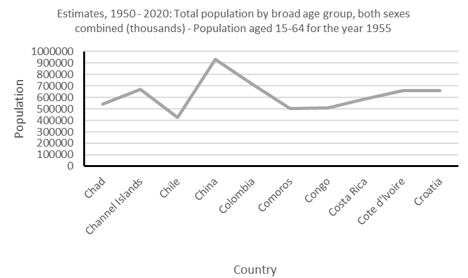 Estimates, 1950 - 2020: Total population by broad age group, both sexes
combined (thousands) - Population aged 15-64 for the year 1955
1000000
900000
800000
700000
600000
500000
400000
300000
200000
100000
0
Population
Chad
Channel Islands
Chile
China
Colombia
Comoros
Congo
Costa Rica
Cote d'Ivoire
Croatia
Country